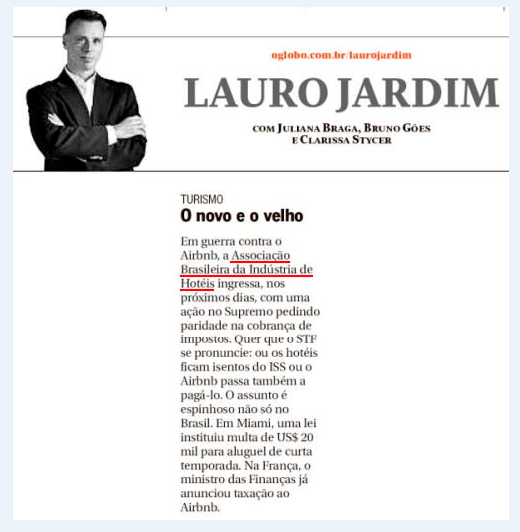 oglobo.com.br/laurojardim
LAURO JARDIM
COM JULIANA BRAGA, BRUNO GÓES
E CLARISSA STYCER
TURISMO
O novo e o velho
Em guerra contra o
Airbnb, a Associação
Brasileira da Indústria de
Hotéis ingressa, nos
próximos dias, com uma
ação no Supremo pedindo
paridade na cobrança de
impostos. Quer que o STF
se pronuncie: ou os hotéis
ficam isentos do ISS ou o
Airbnb passa também a
pagá-lo. O assunto é
espinhoso não só no
Brasil. Em Miami, uma lei
instituiu multa de US$ 20
mil para aluguel de curta
temporada. Na França, o
ministro das Finanças já
anunciou taxação ao
Airbnb.